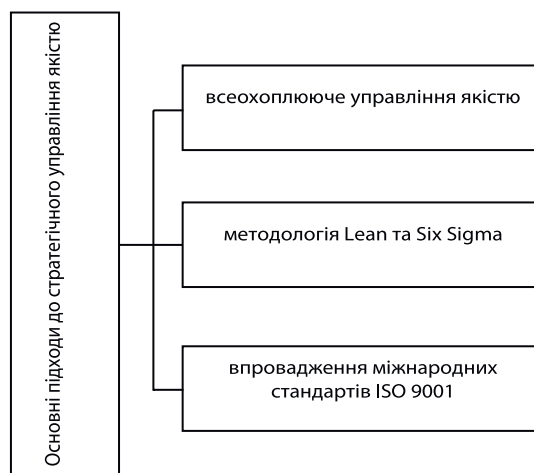 Основні підходи до стратегічного управління якістю
всеохоплююче управління якістю
методологія Lean та Six Sigma
впровадження міжнародних
стандартів ISO 9001